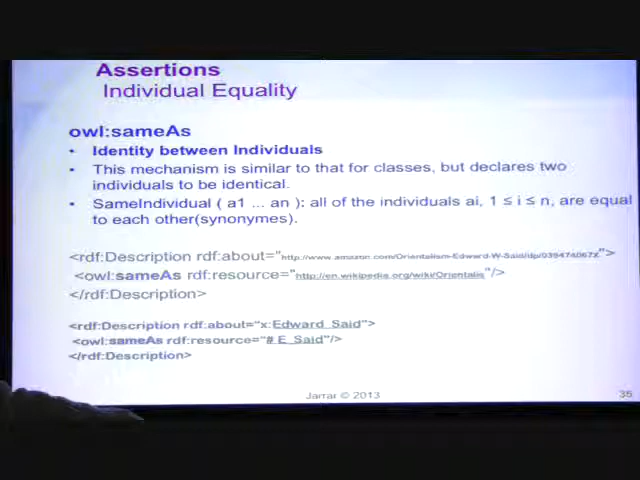 Assertions
Individual Equality
owl:sameAs
• Identity between Individuals
• This mechanism is similar to that for classes, but declares two
individuals to be identical.
• SameIndividual ( a1 ... an ): all of the individuals ai, 1 ≤ i ≤ n, are equal
to each other(synonymes).
<rdf:Description rdf:about="http://www.amazon.com/Orientalism-Edward-W-Said/dp/039474067X">
<owl:sameAs rdf:resource="http://en.wikipedia.org/wiki/Orientalis"/>
</rdf:Description>
<rdf:Description rdf:about="x:Edward_Said">
<owl:sameAs rdf:resource="# E_Said"/>
</rdf:Description>
Jarrar © 2013
35